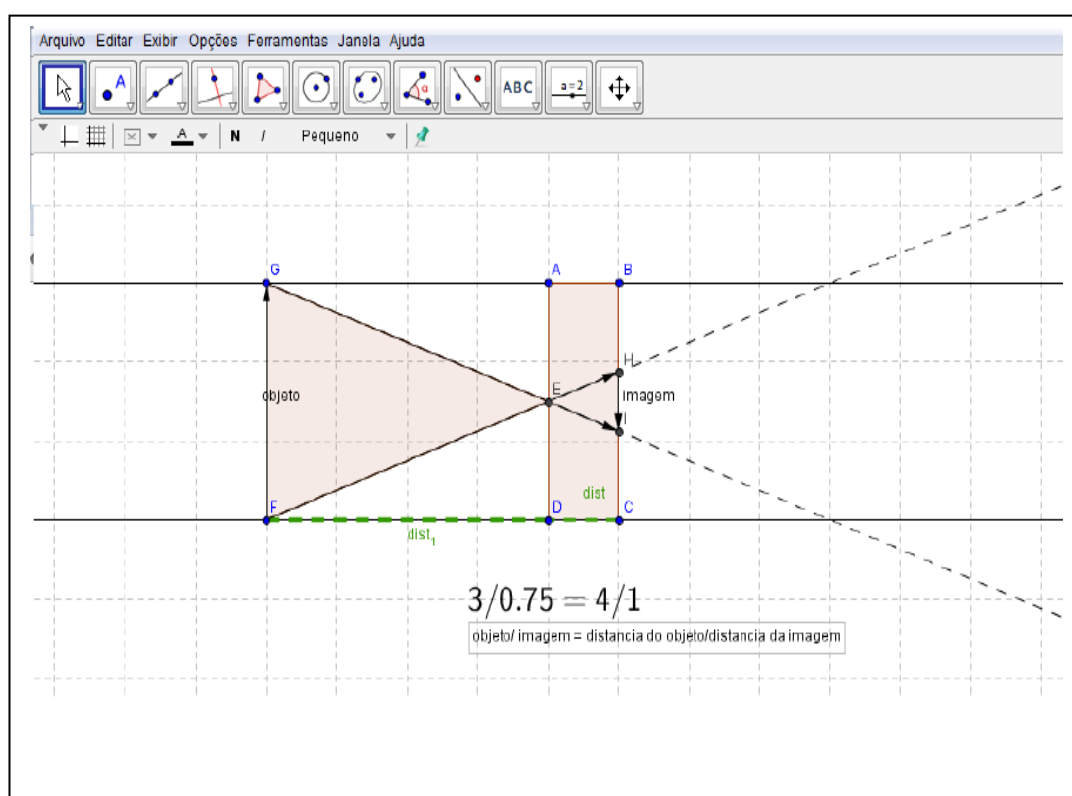 Arquivo Editar Exibir Opções Ferramentas Janela Ajuda
A ABC a=2
A N I Pequeno
G A B
H
objeto E imagem
I
dist
F D C
dist₁
3/0.75 = 4/1
objeto/ imagem = distancia do objeto/distancia da imagem